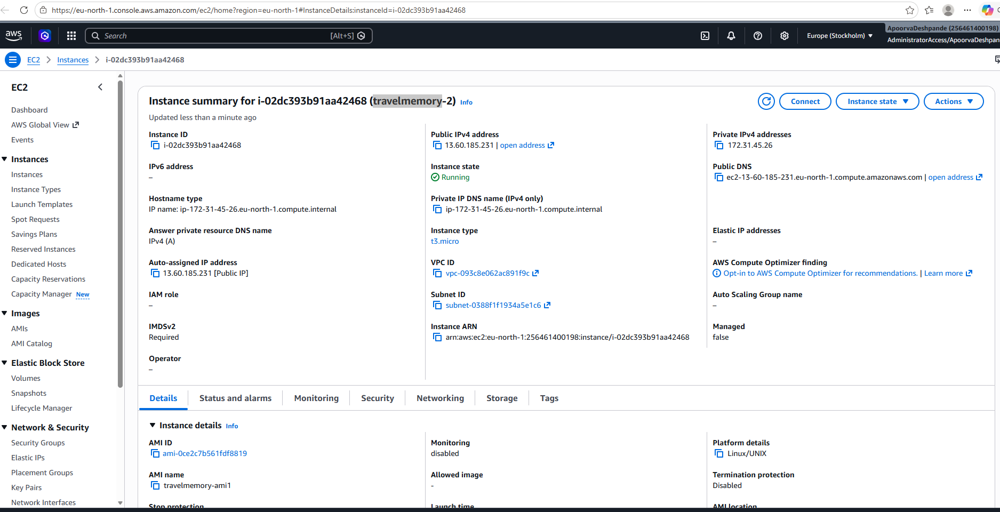 https://eu-north-1.console.aws.amazon.com/ec2/home?region=eu-north-1#InstanceDetails:instanceId=i-02dc393b91aa42468
aws
Search
[Alt+S]
Europe (Stockholm)
ApoorvaDeshpande (256461400198)
AdministratorAccess/ApoorvaDeshpan
EC2
Instances
i-02dc393b91aa42468
EC2
Dashboard
AWS Global View
Events
Instances
Instances
Instance Types
Launch Templates
Spot Requests
Savings Plans
Reserved Instances
Dedicated Hosts
Capacity Reservations
Capacity Manager New
Images
AMIs
AMI Catalog
Elastic Block Store
Volumes
Snapshots
Lifecycle Manager
Network & Security
Security Groups
Elastic IPs
Placement Groups
Key Pairs
Network Interfaces
Instance summary for i-02dc393b91aa42468 (travelmemory-2) Info
Connect
Instance state
Actions
Updated less than a minute ago
Instance ID
i-02dc393b91aa42468
Public IPv4 address
13.60.185.231 | open address
Private IPv4 addresses
172.31.45.26
IPv6 address
–
Instance state
Running
Public DNS
ec2-13-60-185-231.eu-north-1.compute.amazonaws.com | open address
Hostname type
IP name: ip-172-31-45-26.eu-north-1.compute.internal
Private IP DNS name (IPv4 only)
ip-172-31-45-26.eu-north-1.compute.internal
Answer private resource DNS name
IPv4 (A)
Instance type
t3.micro
Elastic IP addresses
–
Auto-assigned IP address
13.60.185.231 [Public IP]
VPC ID
vpc-093c8e062ac891f9c
AWS Compute Optimizer finding
Opt-in to AWS Compute Optimizer for recommendations. | Learn more
IAM role
–
Subnet ID
subnet-0388f1f1934a5e1c6
Auto Scaling Group name
–
IMDSv2
Required
Instance ARN
arn:aws:ec2:eu-north-1:256461400198:instance/i-02dc393b91aa42468
Managed
false
Operator
–
Details
Status and alarms
Monitoring
Security
Networking
Storage
Tags
Instance details Info
AMI ID
ami-0ce2c7b561fdf8819
Monitoring
disabled
Platform details
Linux/UNIX
AMI name
travelmemory-ami1
Allowed image
-
Termination protection
Disabled
Stop protection
Launch time
AMI location